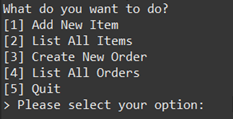 What do you want to do?
[1] Add New Item
[2] List All Items
[3] Create New Order
[4] List All Orders
[5] Quit
> Please select your option: